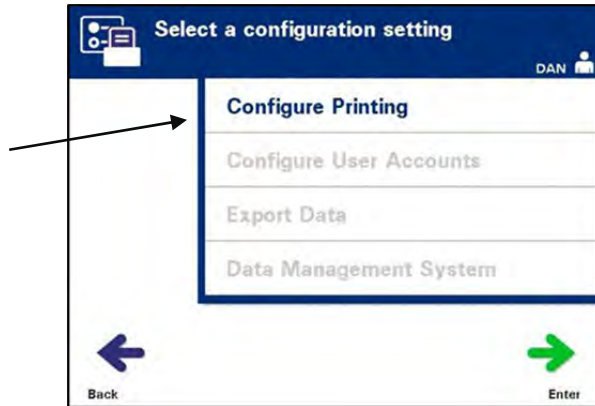 Select a configuration setting
DAN
Configure Printing
Configure User Accounts
Export Data
Data Management System
Back
Enter